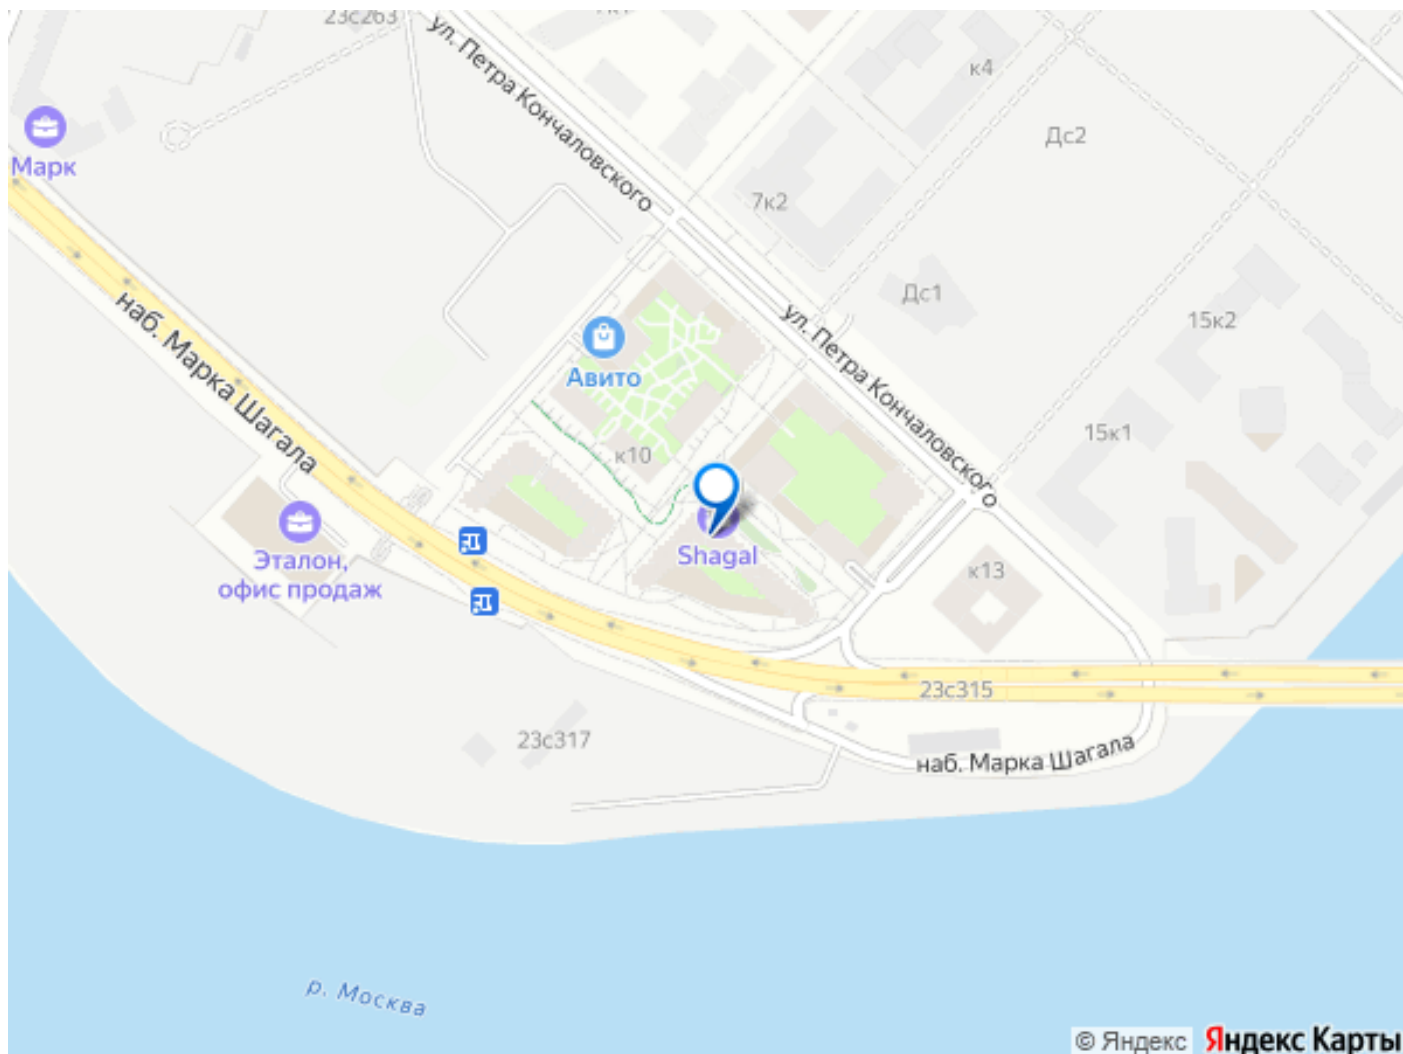 23с263
ул. Петра Кончаловского
к4
Марк
Дс2
7к2
Дс1
15к2
ул. Петра Кончаловского
наб. Марка Шагала
Авито
15к1
к10
Shagal
Эталон,
офис продаж
к13
23с315
23с317
наб. Марка Шагала
р. Москва
© Яндекс
Яндекс Карты